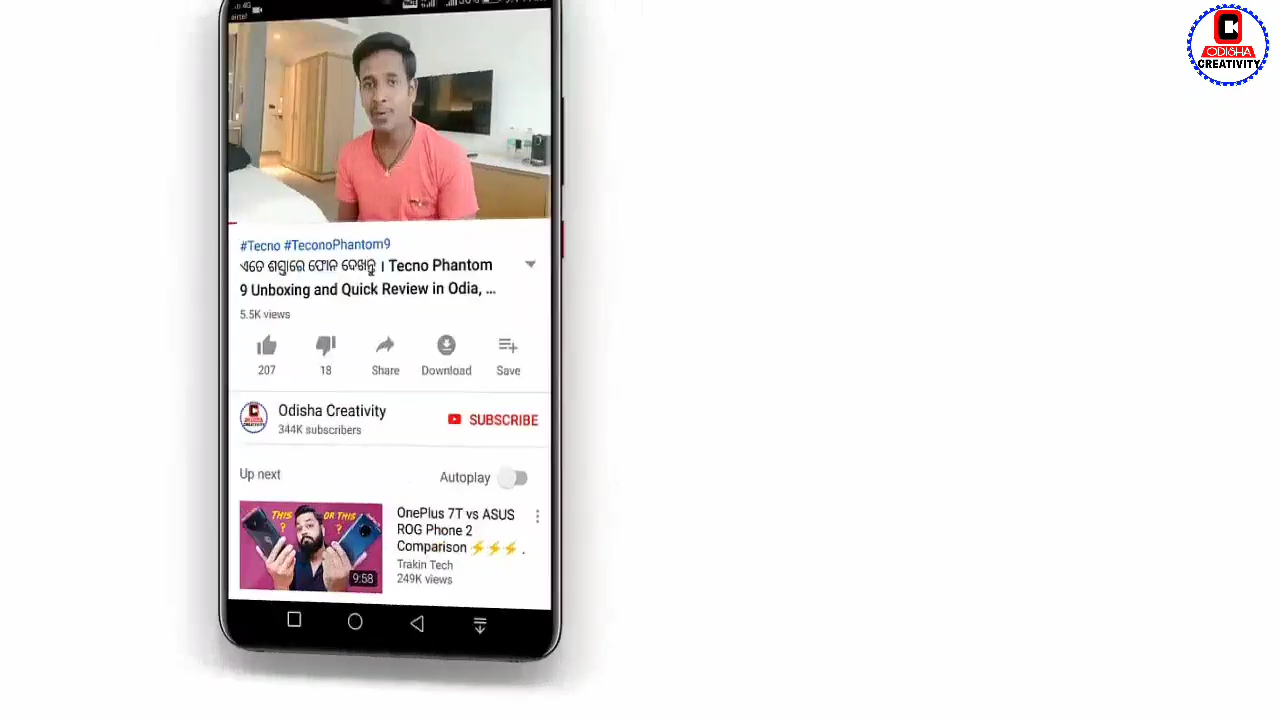 4G
airtel
ODISHA
CREATIVITY
#Tecno #TeconoPhantom9
ଏତେ ଶସ୍ତାରେ ଫୋନ ଦେଖନ୍ତୁ । Tecno Phantom
9 Unboxing and Quick Review in Odia, ...
5.5K views
207
18
Share
Download
Save
Odisha Creativity
344K subscribers
SUBSCRIBE
Up next
Autoplay
THIS ?
OR THIS ?
9:58
OnePlus 7T vs ASUS
ROG Phone 2
Comparison ⚡⚡⚡ .
Trakin Tech
249K views